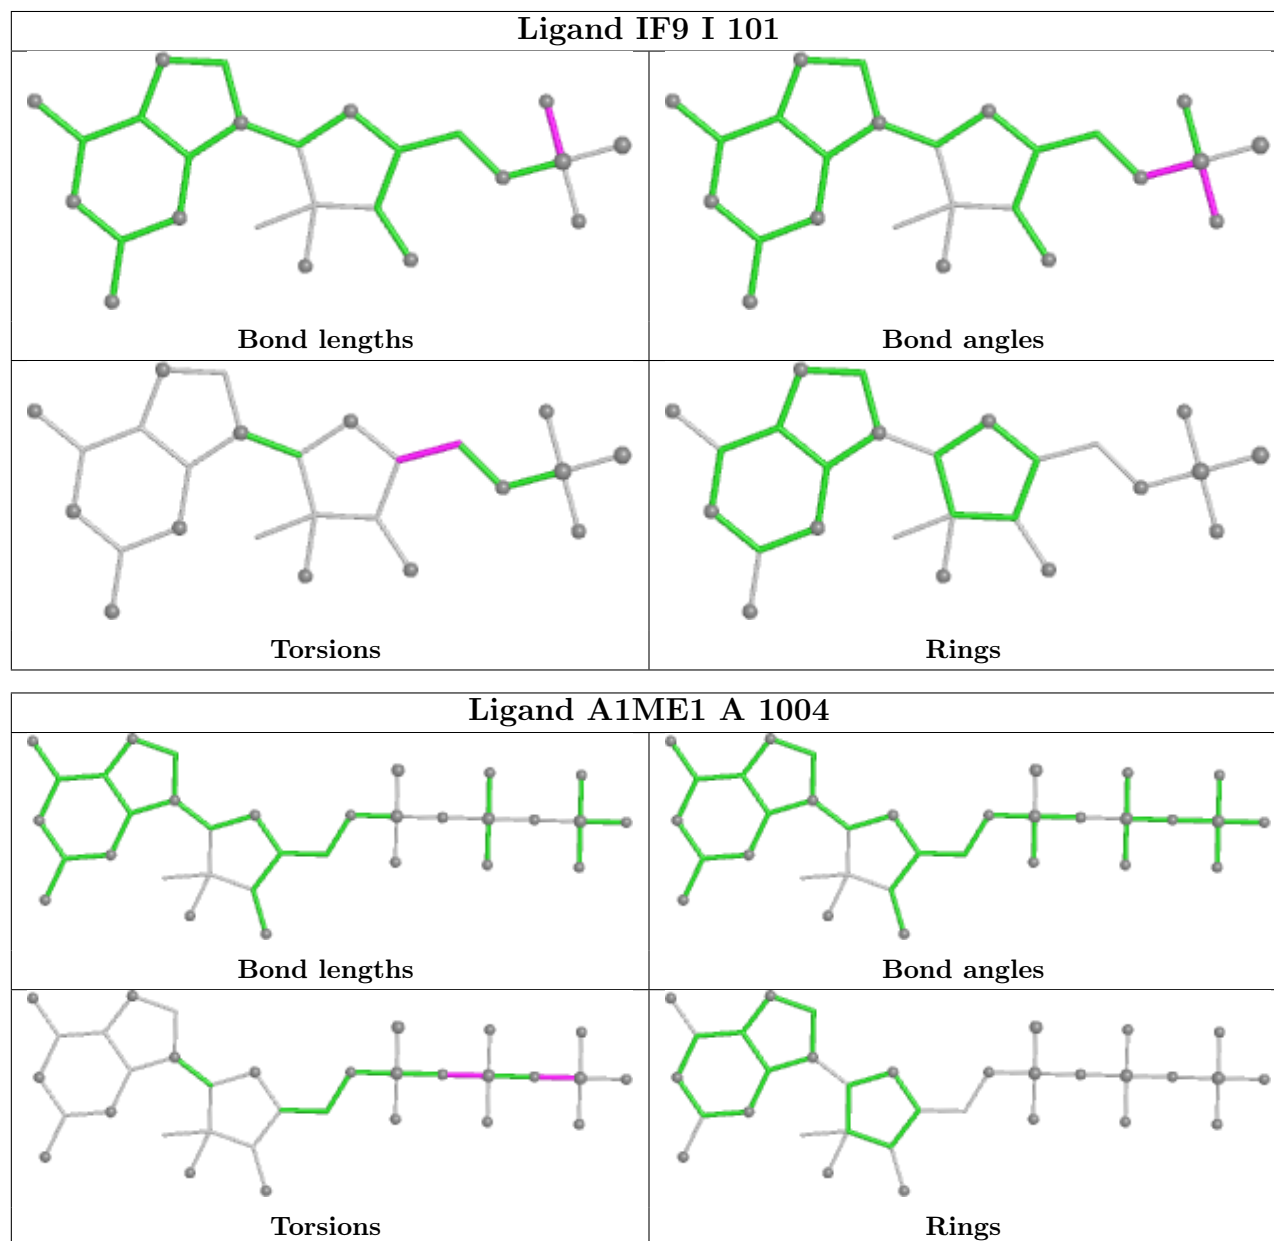 Ligand IF9 I 101
Bond lengths
Bond angles
Torsions
Rings
Ligand A1ME1 A 1004
Bond lengths
Bond angles
Torsions
Rings